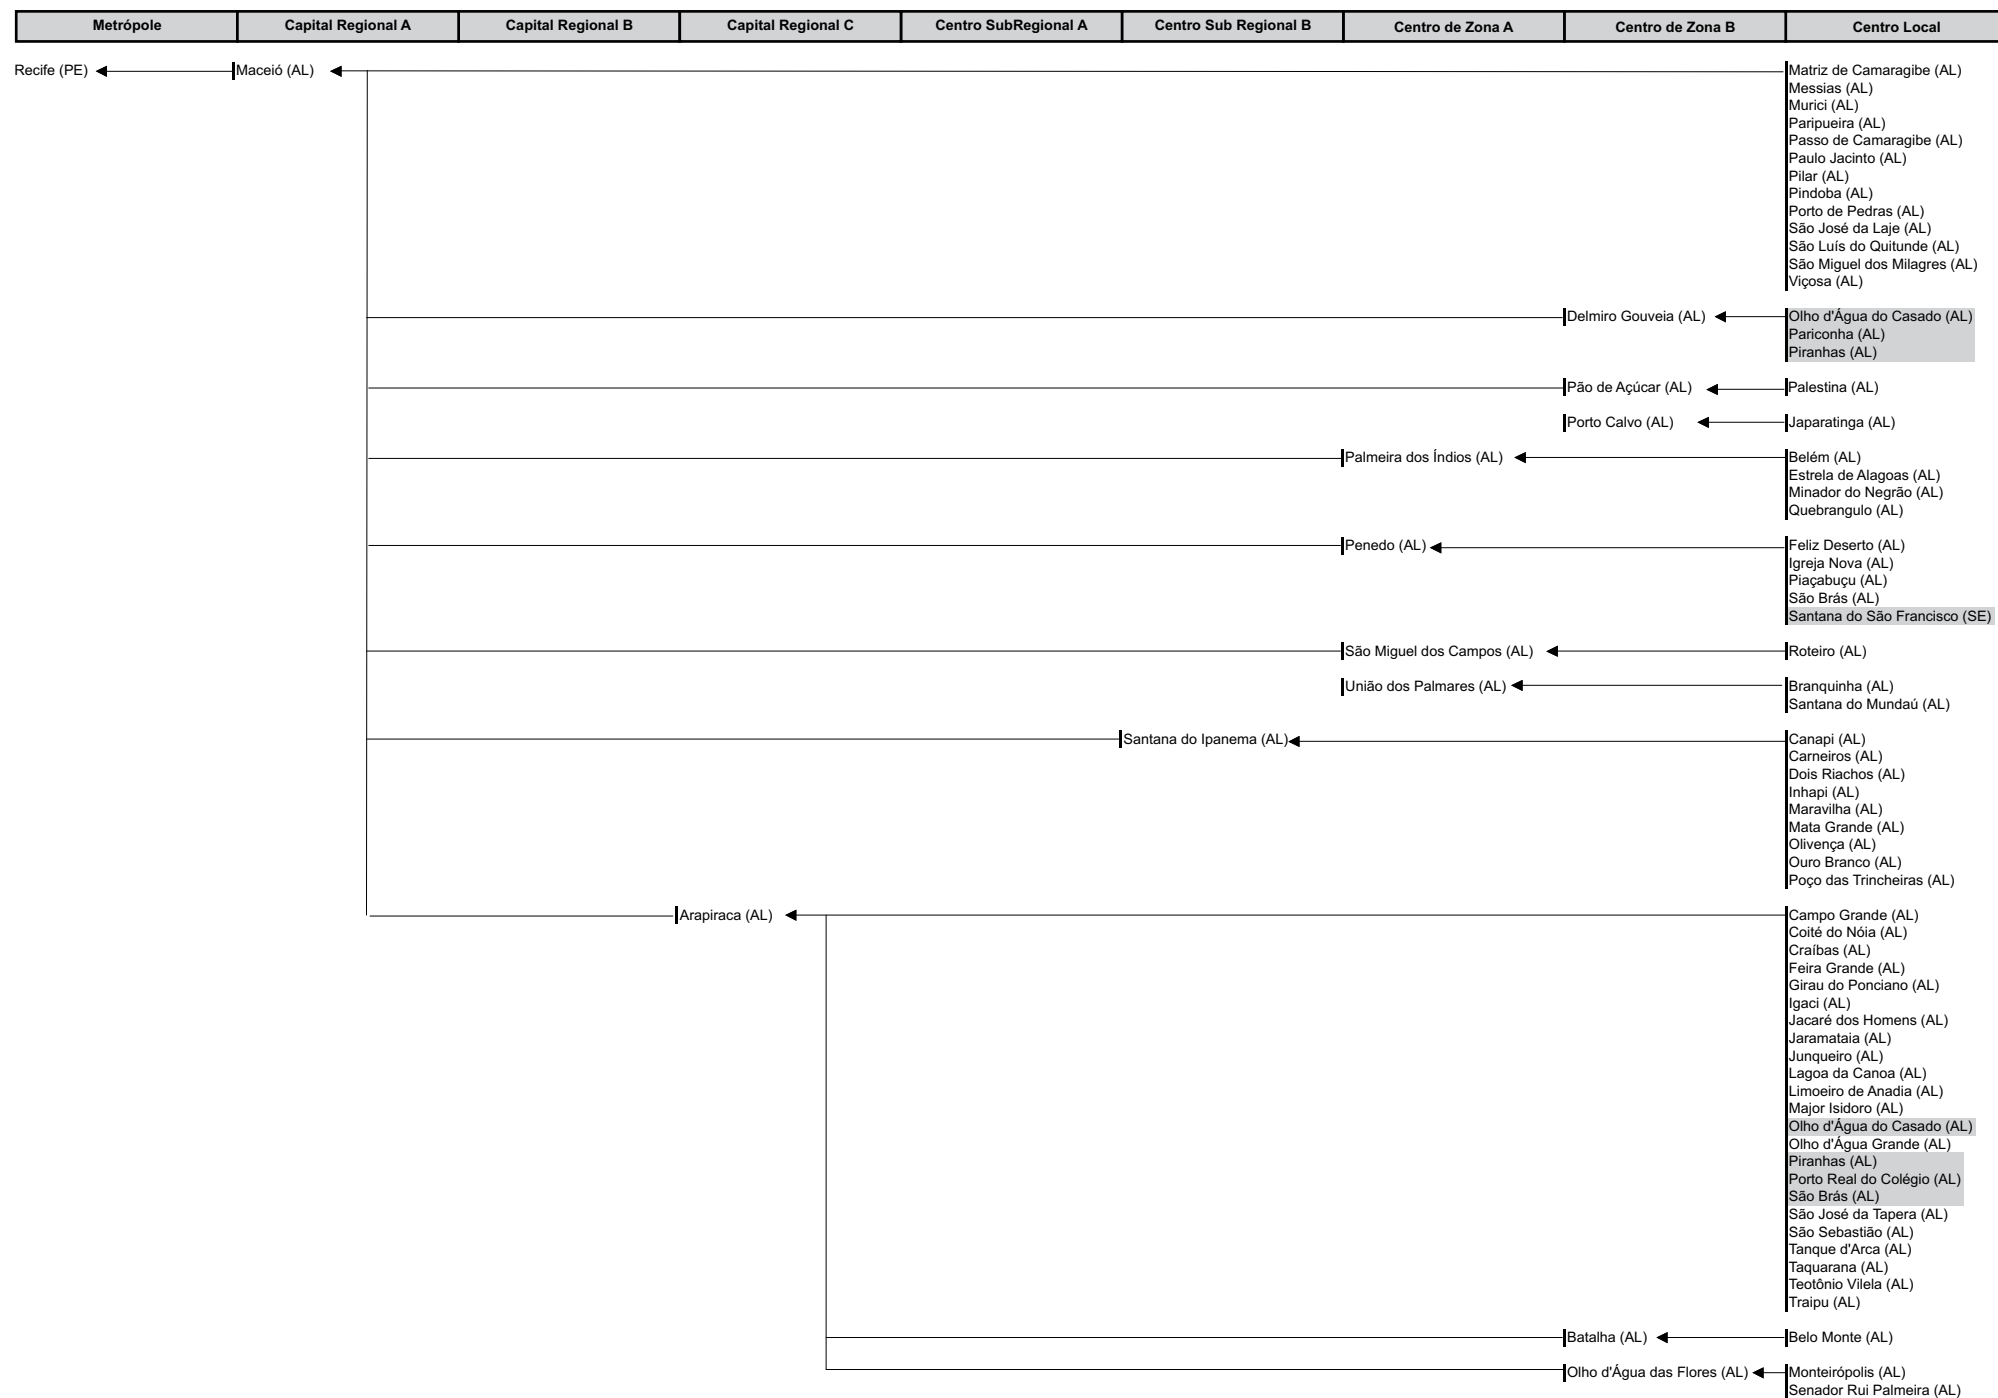 Metrópole Capital Regional A Capital Regional B Capital Regional C Centro SubRegional A Centro Sub Regional B Centro de Zona A Centro de Zona B Centro Local
Recife (PE) Maceió (AL) Matriz de Camaragibe (AL)
Messias (AL)
Murici (AL)
Paripueira (AL)
Passo de Camaragibe (AL)
Paulo Jacinto (AL)
Pilar (AL)
Pindoba (AL)
Porto de Pedras (AL)
São José da Laje (AL)
São Luís do Quitunde (AL)
São Miguel dos Milagres (AL)
Viçosa (AL)
Delmiro Gouveia (AL) Olho d'Água do Casado (AL)
Pariconha (AL)
Piranhas (AL)
Pão de Açúcar (AL) Palestina (AL)
Porto Calvo (AL) Japaratinga (AL)
Palmeira dos Índios (AL) Belém (AL)
Estrela de Alagoas (AL)
Minador do Negrão (AL)
Quebrangulo (AL)
Penedo (AL) Feliz Deserto (AL)
Igreja Nova (AL)
Piaçabuçu (AL)
São Brás (AL)
Santana do São Francisco (SE)
São Miguel dos Campos (AL) Roteiro (AL)
União dos Palmares (AL) Branquinha (AL)
Santana do Mundaú (AL)
Santana do Ipanema (AL) Canapi (AL)
Carneiros (AL)
Dois Riachos (AL)
Inhapi (AL)
Maravilha (AL)
Mata Grande (AL)
Olivença (AL)
Ouro Branco (AL)
Poço das Trincheiras (AL)
Arapiraca (AL) Campo Grande (AL)
Coité do Nóia (AL)
Craíbas (AL)
Feira Grande (AL)
Girau do Ponciano (AL)
Igaci (AL)
Jacaré dos Homens (AL)
Jaramataia (AL)
Junqueiro (AL)
Lagoa da Canoa (AL)
Limoeiro de Anadia (AL)
Major Isidoro (AL)
Olho d'Água do Casado (AL)
Olho d'Água Grande (AL)
Piranhas (AL)
Porto Real do Colégio (AL)
São Brás (AL)
São José da Tapera (AL)
São Sebastião (AL)
Tanque d'Arca (AL)
Taquarana (AL)
Teotônio Vilela (AL)
Traipu (AL)
Batalha (AL) Belo Monte (AL)
Olho d'Água das Flores (AL) Monteirópolis (AL)
Senador Rui Palmeira (AL)